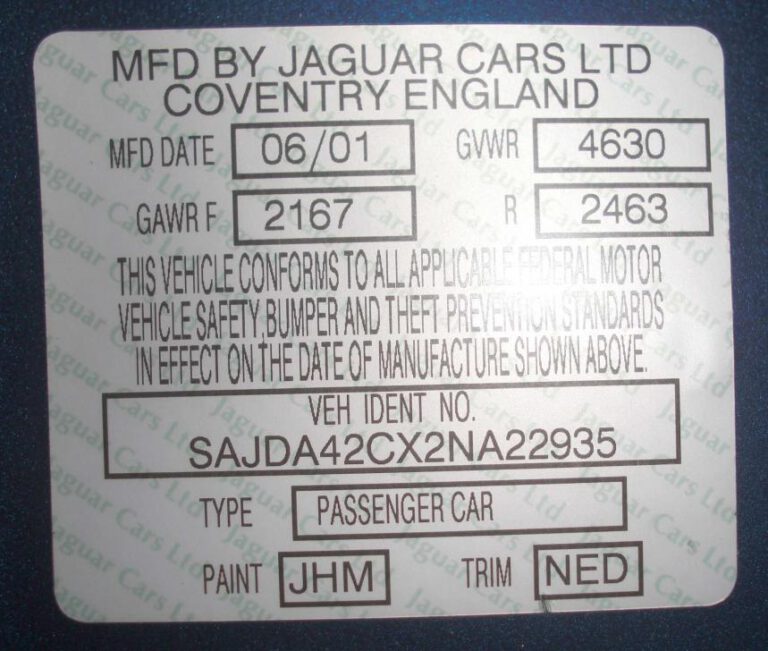 MFD BY JAGUAR CARS LTD
COVENTRY ENGLAND
MFD DATE 06/01 GVWR 4630
GAWR F 2167 R 2463
THIS VEHICLE CONFORMS TO ALL APPLICABLE FEDERAL MOTOR
VEHICLE SAFETY, BUMPER AND THEFT PREVENTION STANDARDS
IN EFFECT ON THE DATE OF MANUFACTURE SHOWN ABOVE.
VEH IDENT NO.
SAJDA42CX2NA22935
TYPE PASSENGER CAR
PAINT JHM TRIM NED